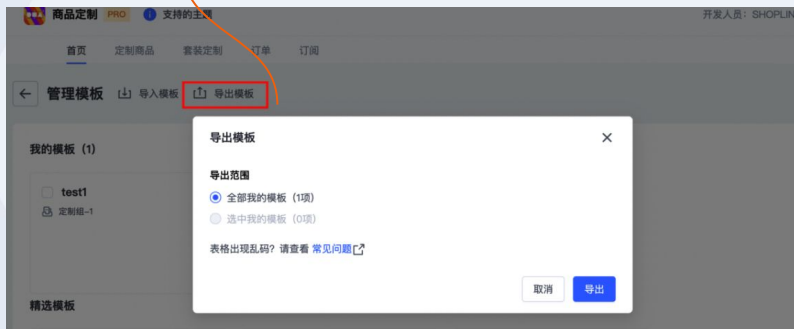 商品定制 PRO 支持的主题
开发人员: SHOPLIN
首页 定制商品 套装定制 订单 订阅
管理模板 导入模板 导出模板
我的模板 (1)
test1
定制组-1
精选模板
导出模板
导出范围
全部我的模板 (1项)
选中我的模板 (0项)
表格出现乱码? 请查看 常见问题
取消 导出